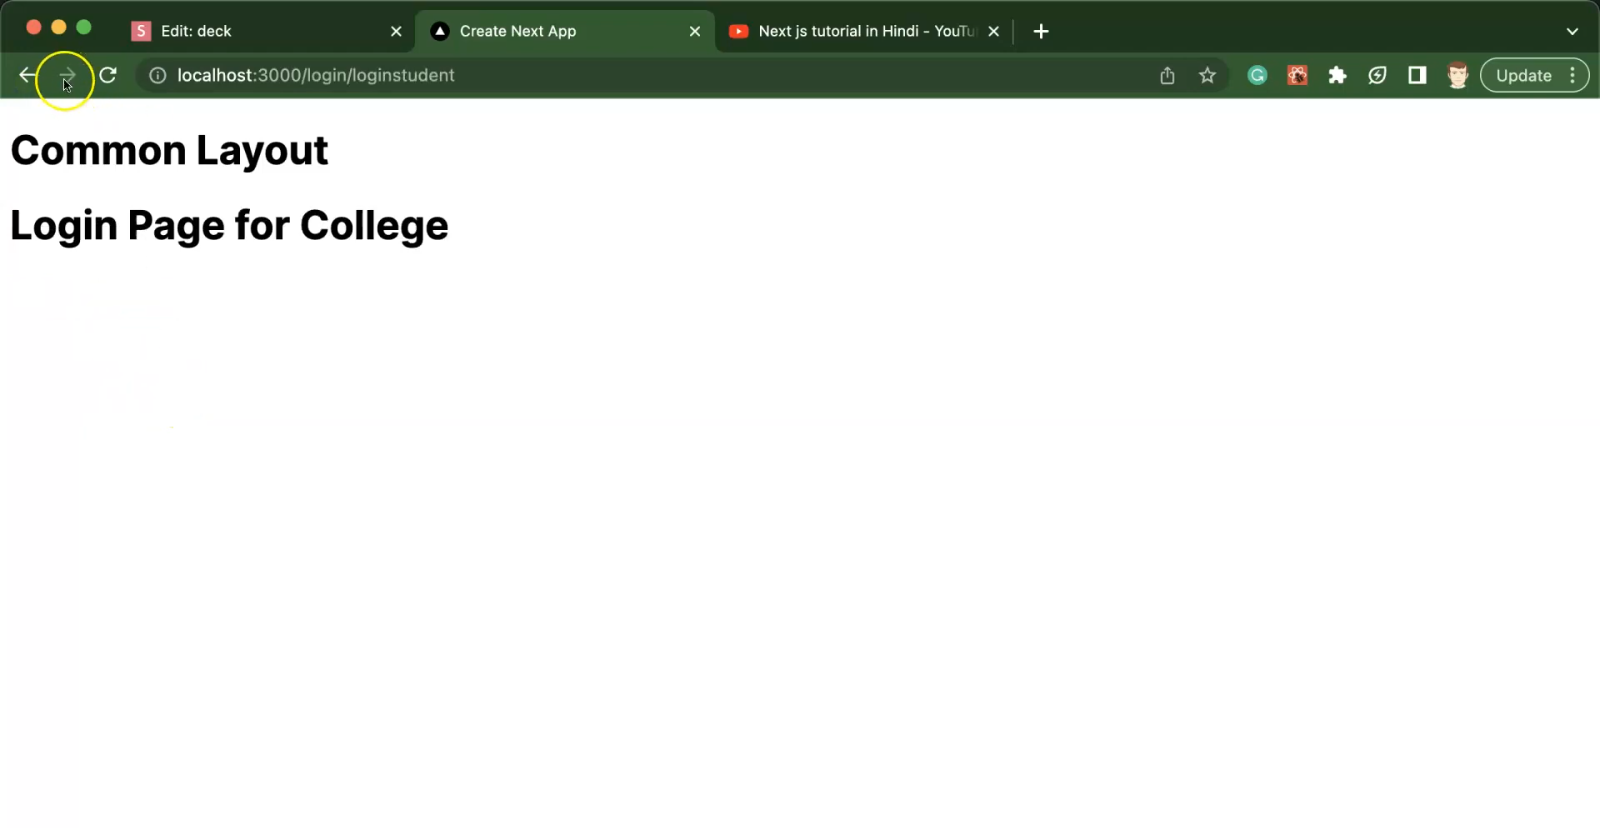 S Edit: deck
Create Next App
Next js tutorial in Hindi - YouTu
localhost:3000/login/loginstudent
Update
Common Layout
Login Page for College